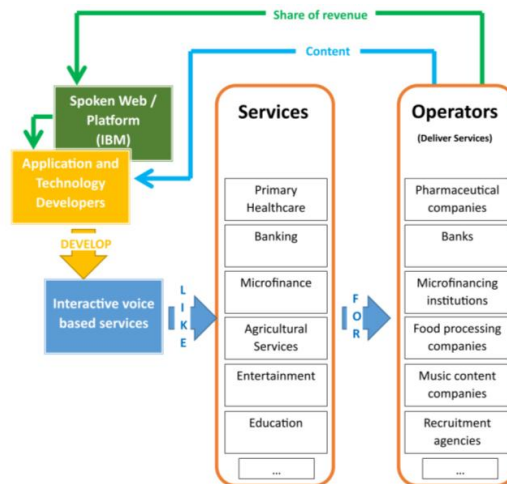 Share of revenue
Content
Spoken Web /
Platform
(IBM)
Application and
Technology
Developers
DEVELOP
Interactive voice
based services
LIKE
Services
Primary
Healthcare
Banking
Microfinance
Agricultural
Services
Entertainment
Education
...
FOR
Operators
(Deliver Services)
Pharmaceutical
companies
Banks
Microfinancing
institutions
Food processing
companies
Music content
companies
Recruitment
agencies
...